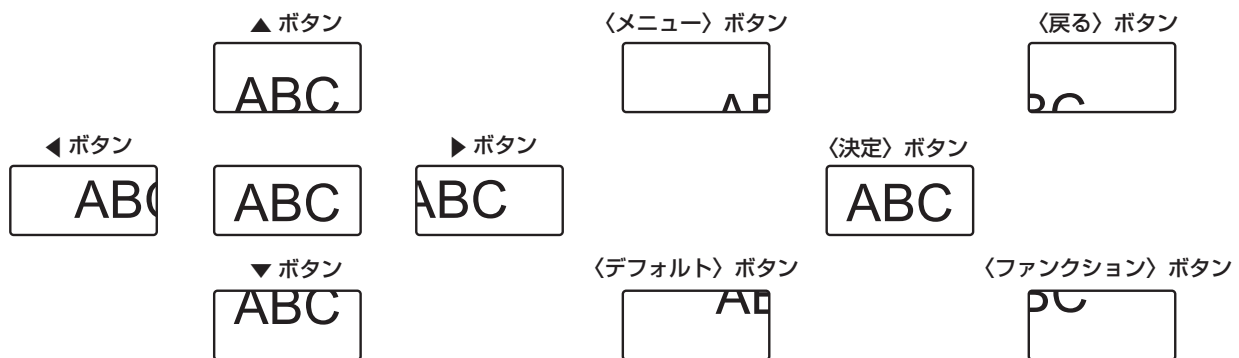 ▲ ボタン 〈メニュー〉ボタン 〈戻る〉ボタン
ABC
◀ ボタン ▶ ボタン 〈決定〉ボタン
ABC ABC ABC ABC
▼ ボタン 〈デフォルト〉ボタン 〈ファンクション〉ボタン
ABC